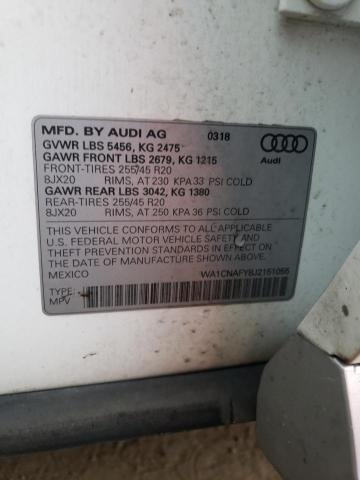 MFD. BY AUDI AG 0318
GVWR LBS 5456, KG 2475
GAWR FRONT LBS 2679, KG 1215
FRONT-TIRES 255/45 R20
8JX20 RIMS, AT 230 KPA 33 PSI COLD
GAWR REAR LBS 3042, KG 1380
REAR-TIRES 255/45 R20
8JX20 RIMS, AT 250 KPA 36 PSI COLD
Audi
THIS VEHICLE CONFORMS TO ALL APPLICABLE
U.S. FEDERAL MOTOR VEHICLE SAFETY AND
THEFT PREVENTION STANDARDS IN EFFECT ON
THE DATE OF MANUFACTURE SHOWN ABOVE.
MEXICO WA1CNAFY8J2151055
TYPE:
MPV